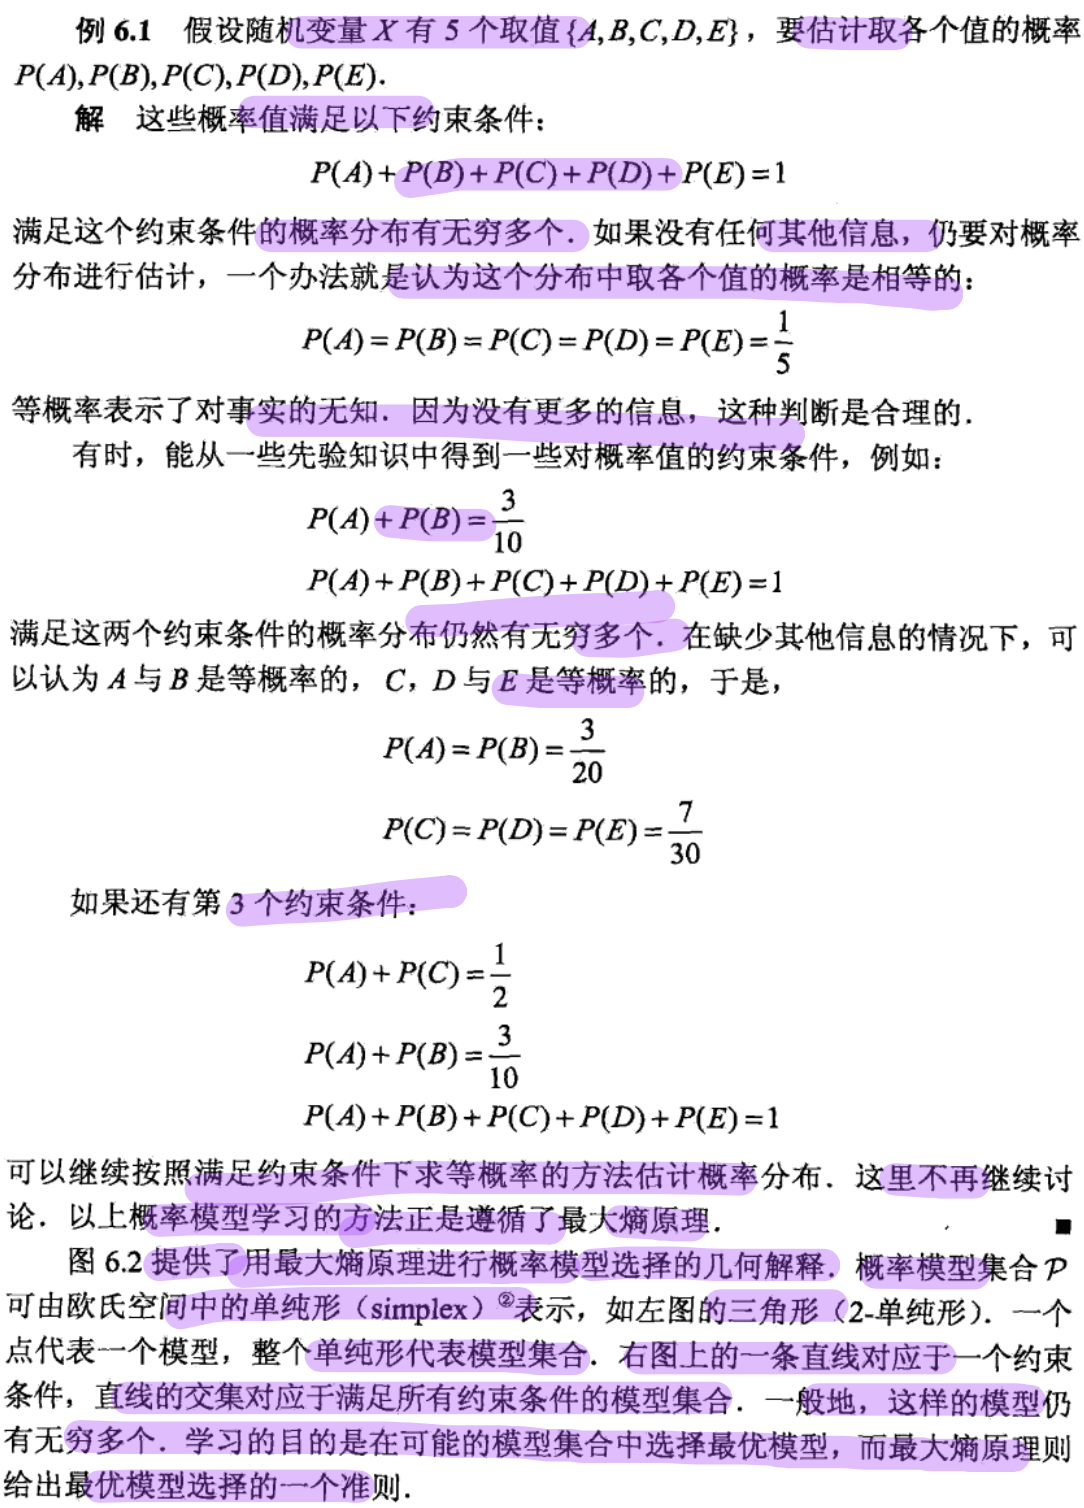 例 6.1 假设随机变量 X 有 5 个取值{A,B,C,D,E}，要估计取各个值的概率
P(A),P(B),P(C),P(D),P(E).
解 这些概率值满足以下约束条件：
P(A)+P(B)+P(C)+P(D)+P(E)=1
满足这个约束条件的概率分布有无穷多个．如果没有任何其他信息，仍要对概率
分布进行估计，一个办法就是认为这个分布中取各个值的概率是相等的：
P(A)=P(B)=P(C)=P(D)=P(E)=1/5
等概率表示了对事实的无知．因为没有更多的信息，这种判断是合理的．
有时，能从一些先验知识中得到一些对概率值的约束条件，例如：
P(A)+P(B)=3/10
P(A)+P(B)+P(C)+P(D)+P(E)=1
满足这两个约束条件的概率分布仍然有无穷多个．在缺少其他信息的情况下，可
以认为 A 与 B 是等概率的，C，D 与 E 是等概率的，于是，
P(A)=P(B)=3/20
P(C)=P(D)=P(E)=7/30
如果还有第 3 个约束条件：
P(A)+P(C)=1/2
P(A)+P(B)=3/10
P(A)+P(B)+P(C)+P(D)+P(E)=1
可以继续按照满足约束条件下求等概率的方法估计概率分布．这里不再继续讨
论．以上概率模型学习的方法正是遵循了最大熵原理． ■
图 6.2 提供了用最大熵原理进行概率模型选择的几何解释．概率模型集合 𝒫
可由欧氏空间中的单纯形（simplex）②表示，如左图的三角形（2-单纯形）．一个
点代表一个模型，整个单纯形代表模型集合．右图上的一条直线对应于一个约束
条件，直线的交集对应于满足所有约束条件的模型集合．一般地，这样的模型仍
有无穷多个．学习的目的是在可能的模型集合中选择最优模型，而最大熵原理则
给出最优模型选择的一个准则．